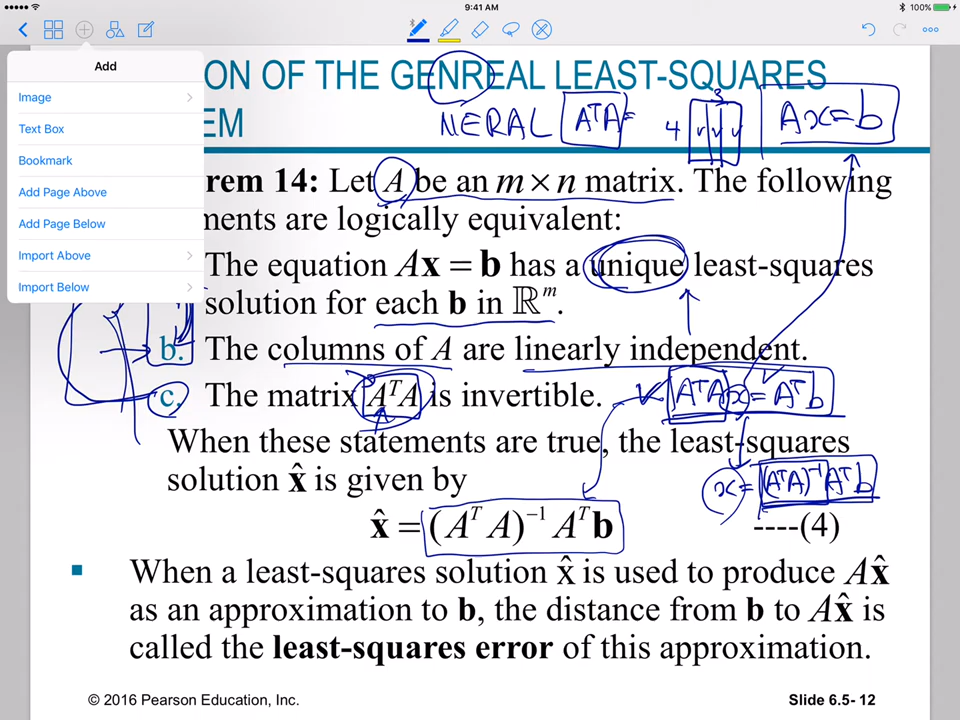 9:41 AM
100%
Add
Image
Text Box
Bookmark
Add Page Above
Add Page Below
Import Above
Import Below
ION OF THE GENREAL LEAST-SQUARES
EM
NERAL
AᵀA=
4
3
Ax=b
rem 14: Let A be an m × n matrix. The following
ments are logically equivalent:
The equation Ax = b has a unique least-squares
solution for each b in ℝᵐ.
b. The columns of A are linearly independent.
c. The matrix AᵀA is invertible.
AᵀAx=Aᵀb
When these statements are true, the least-squares
solution x̂ is given by
x=(AᵀA)⁻¹Aᵀb
x̂ = (AᵀA)⁻¹Aᵀb ----(4)
When a least-squares solution x̂ is used to produce Ax̂
as an approximation to b, the distance from b to Ax̂ is
called the least-squares error of this approximation.
© 2016 Pearson Education, Inc.
Slide 6.5- 12